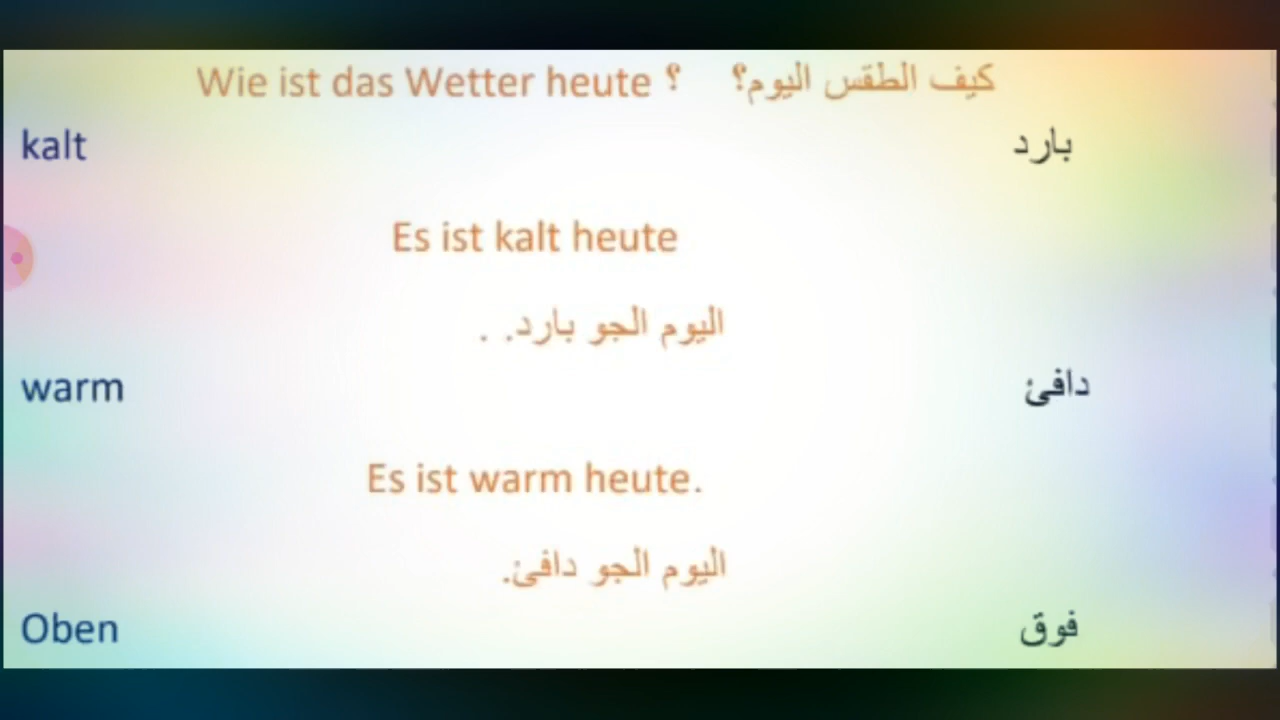 Wie ist das Wetter heute ؟ كيف الطقس اليوم؟
kalt بارد
Es ist kalt heute
اليوم الجو بارد. .
warm دافئ
Es ist warm heute.
اليوم الجو دافئ.
Oben فوق